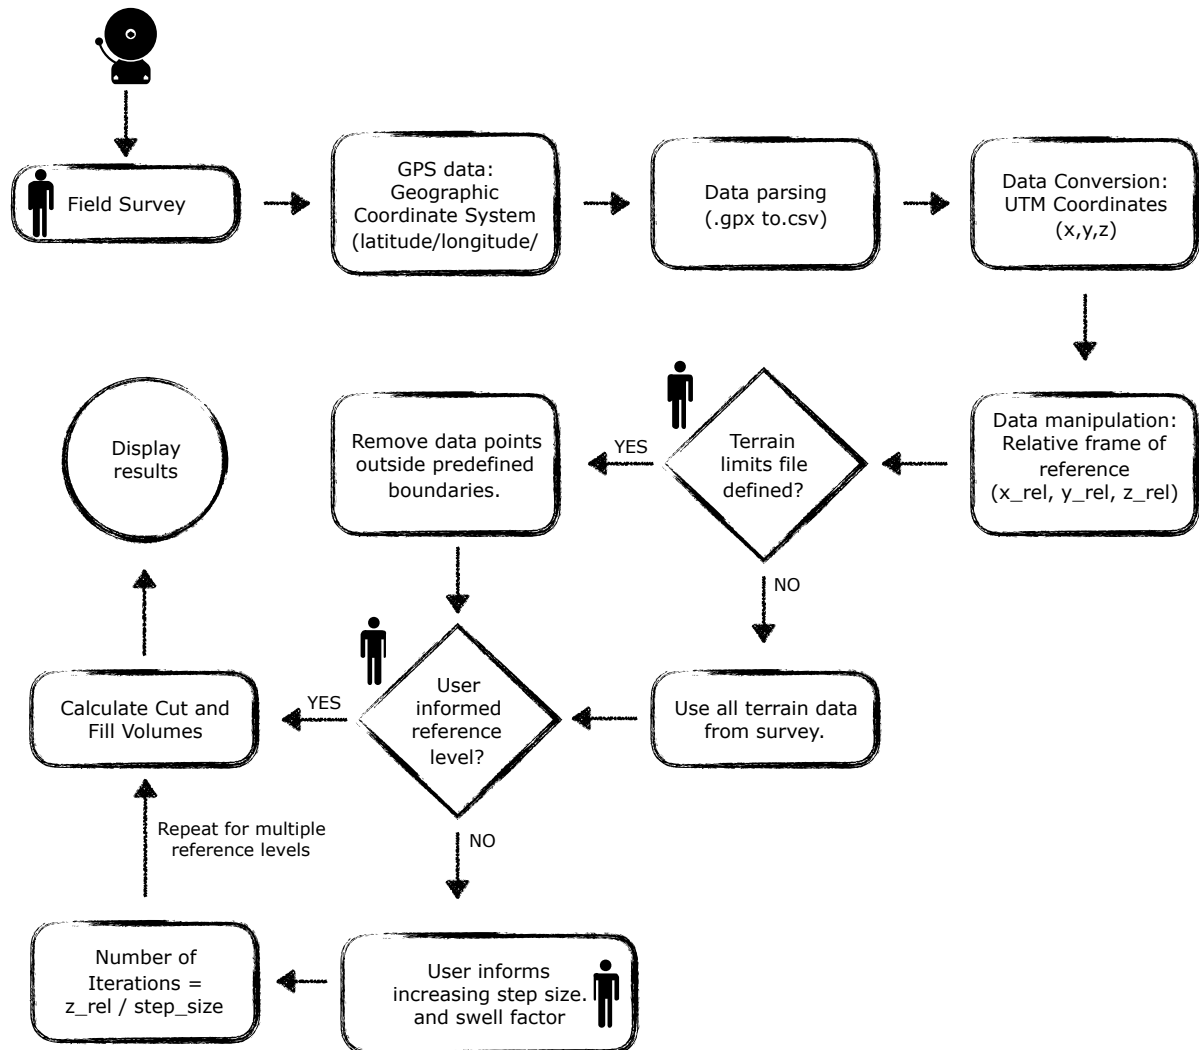 Field Survey
GPS data:
Geographic
Coordinate System
(latitude/longitude/
Data parsing
(.gpx to.csv)
Data Conversion:
UTM Coordinates
(x,y,z)
Data manipulation:
Relative frame of
reference
(x_rel, y_rel, z_rel)
Terrain
limits file
defined?
YES
Remove data points
outside predefined
boundaries.
NO
Use all terrain data
from survey.
User
informed
reference
level?
YES
Calculate Cut and
Fill Volumes
Display
results
NO
User informs
increasing step size.
and swell factor
Number of
Iterations =
z_rel / step_size
Repeat for multiple
reference levels